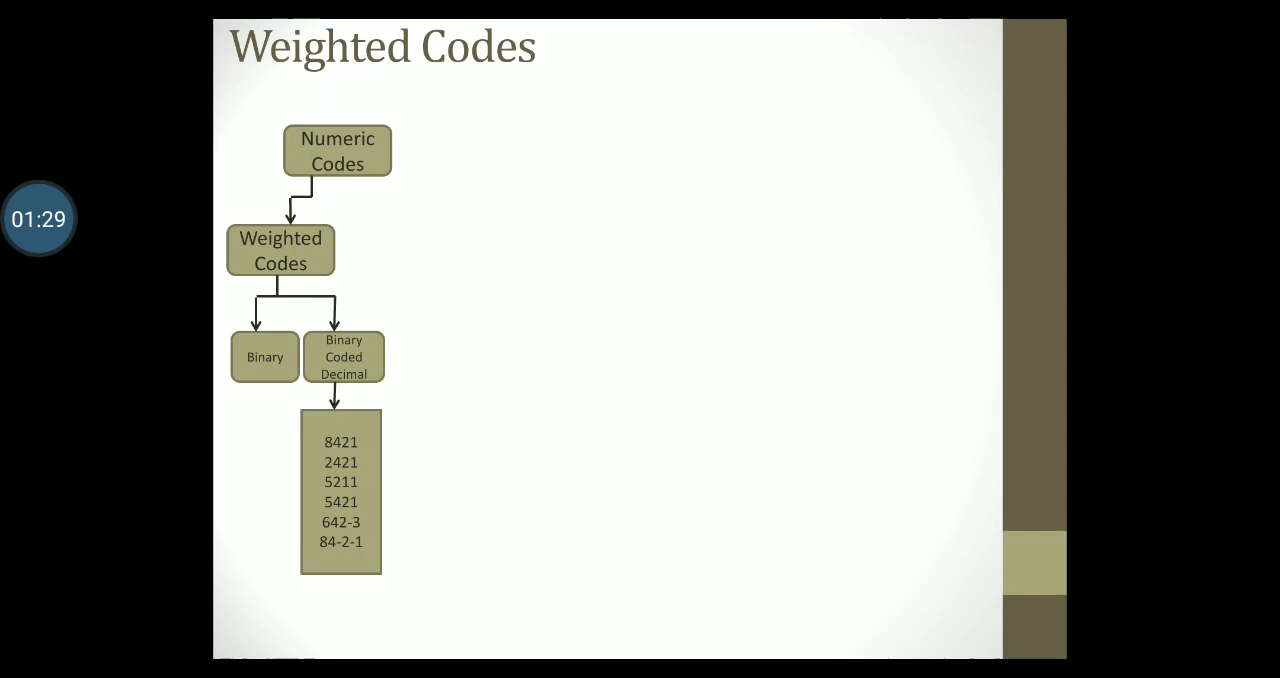 Weighted Codes
Numeric
Codes
01:29
Weighted
Codes
Binary
Binary
Coded
Decimal
8421
2421
5211
5421
642-3
84-2-1